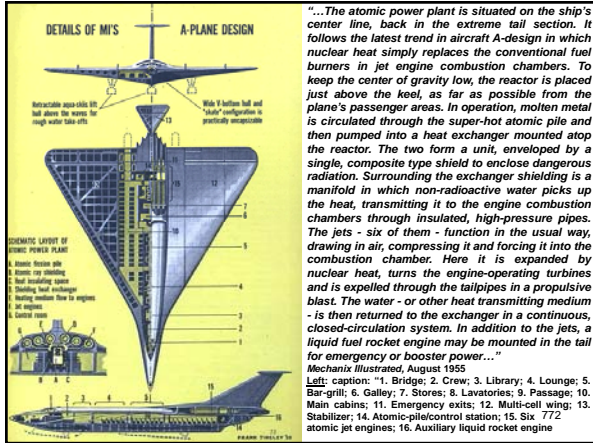 DETAILS OF MI'S A-PLANE DESIGN
Retractable aqua-skis lift
hull above the waves for
rough water take-offs
Wide V-bottom hull and
"skate" configuration is
practically uncapsizable
13
15
12
7
6
5
9
4
3
2
1
SCHEMATIC LAYOUT OF
ATOMIC POWER PLANT
A. Atomic fission pile
B. Atomic ray shielding
C. Heat insulating space
D. Shielding heat exchanger
E. Heating medium flow to engines
F. Jet engines
G. Control room
B A C
72
FRANK TINSLEY
"…The atomic power plant is situated on the ship's
center line, back in the extreme tail section. It
follows the latest trend in aircraft A-design in which
nuclear heat simply replaces the conventional fuel
burners in jet engine combustion chambers. To
keep the center of gravity low, the reactor is placed
just above the keel, as far as possible from the
plane's passenger areas. In operation, molten metal
is circulated through the super-hot atomic pile and
then pumped into a heat exchanger mounted atop
the reactor. The two form a unit, enveloped by a
single, composite type shield to enclose dangerous
radiation. Surrounding the exchanger shielding is a
manifold in which non-radioactive water picks up
the heat, transmitting it to the engine combustion
chambers through insulated, high-pressure pipes.
The jets - six of them - function in the usual way,
drawing in air, compressing it and forcing it into the
combustion chamber. Here it is expanded by
nuclear heat, turns the engine-operating turbines
and is expelled through the tailpipes in a propulsive
blast. The water - or other heat transmitting medium
- is then returned to the exchanger in a continuous,
closed-circulation system. In addition to the jets, a
liquid fuel rocket engine may be mounted in the tail
for emergency or booster power…"
Mechanix Illustrated, August 1955
Left: caption: "1. Bridge; 2. Crew; 3. Library; 4. Lounge; 5.
Bar-grill; 6. Galley; 7. Stores; 8. Lavatories; 9. Passage; 10.
Main cabins; 11. Emergency exits; 12. Multi-cell wing; 13.
Stabilizer; 14. Atomic-pile/control station; 15. Six
atomic jet engines; 16. Auxiliary liquid rocket engine
772